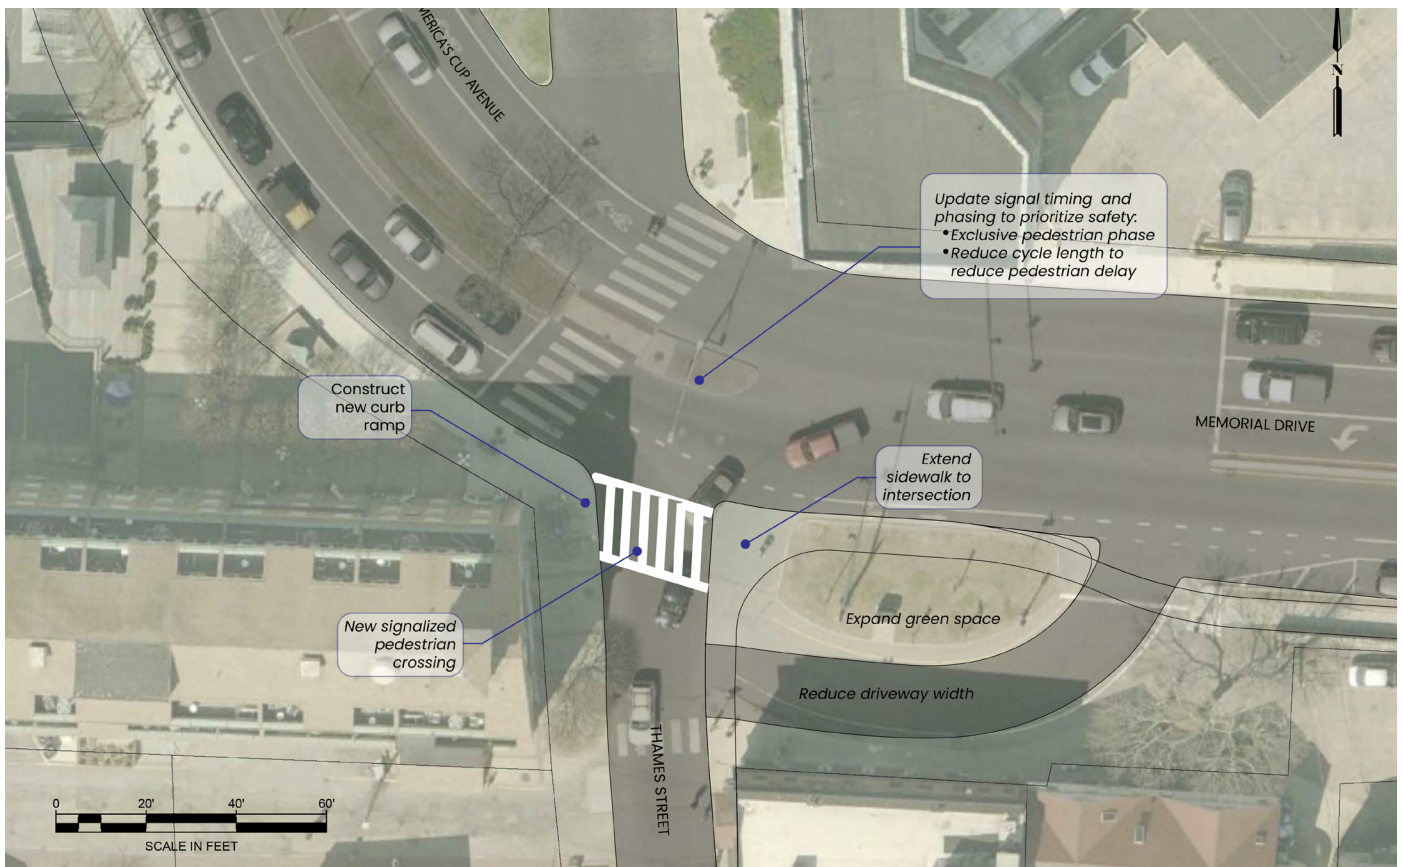 AMERICA'S CUP AVENUE
N
Update signal timing and
phasing to prioritize safety:
•Exclusive pedestrian phase
•Reduce cycle length to
reduce pedestrian delay
Construct
new curb
ramp
MEMORIAL DRIVE
Extend
sidewalk to
intersection
New signalized
pedestrian
crossing
Expand green space
Reduce driveway width
THAMES STREET
0 20' 40' 60'
SCALE IN FEET